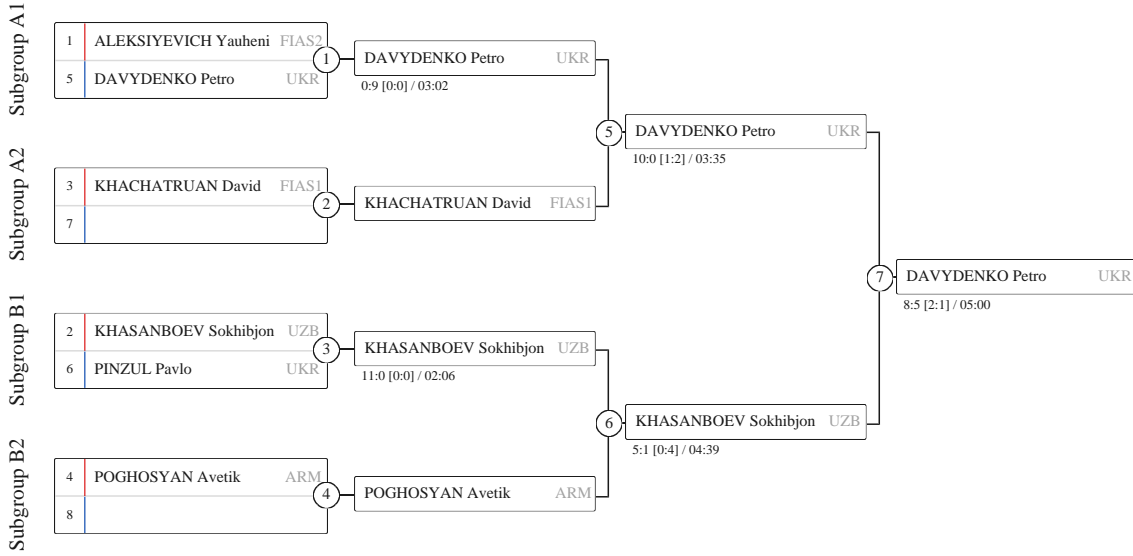 Subgroup A1
1 ALEKSIYEVICH Yauheni FIAS2
5 DAVYDENKO Petro UKR
1
DAVYDENKO Petro UKR
0:9 [0:0] / 03:02
Subgroup A2
3 KHACHATRUAN David FIAS1
7
2
KHACHATRUAN David FIAS1
5
DAVYDENKO Petro UKR
10:0 [1:2] / 03:35
Subgroup B1
2 KHASANBOEV Sokhibjon UZB
6 PINZUL Pavlo UKR
3
KHASANBOEV Sokhibjon UZB
11:0 [0:0] / 02:06
Subgroup B2
4 POGHOSYAN Avetik ARM
8
4
POGHOSYAN Avetik ARM
6
KHASANBOEV Sokhibjon UZB
5:1 [0:4] / 04:39
7
DAVYDENKO Petro UKR
8:5 [2:1] / 05:00